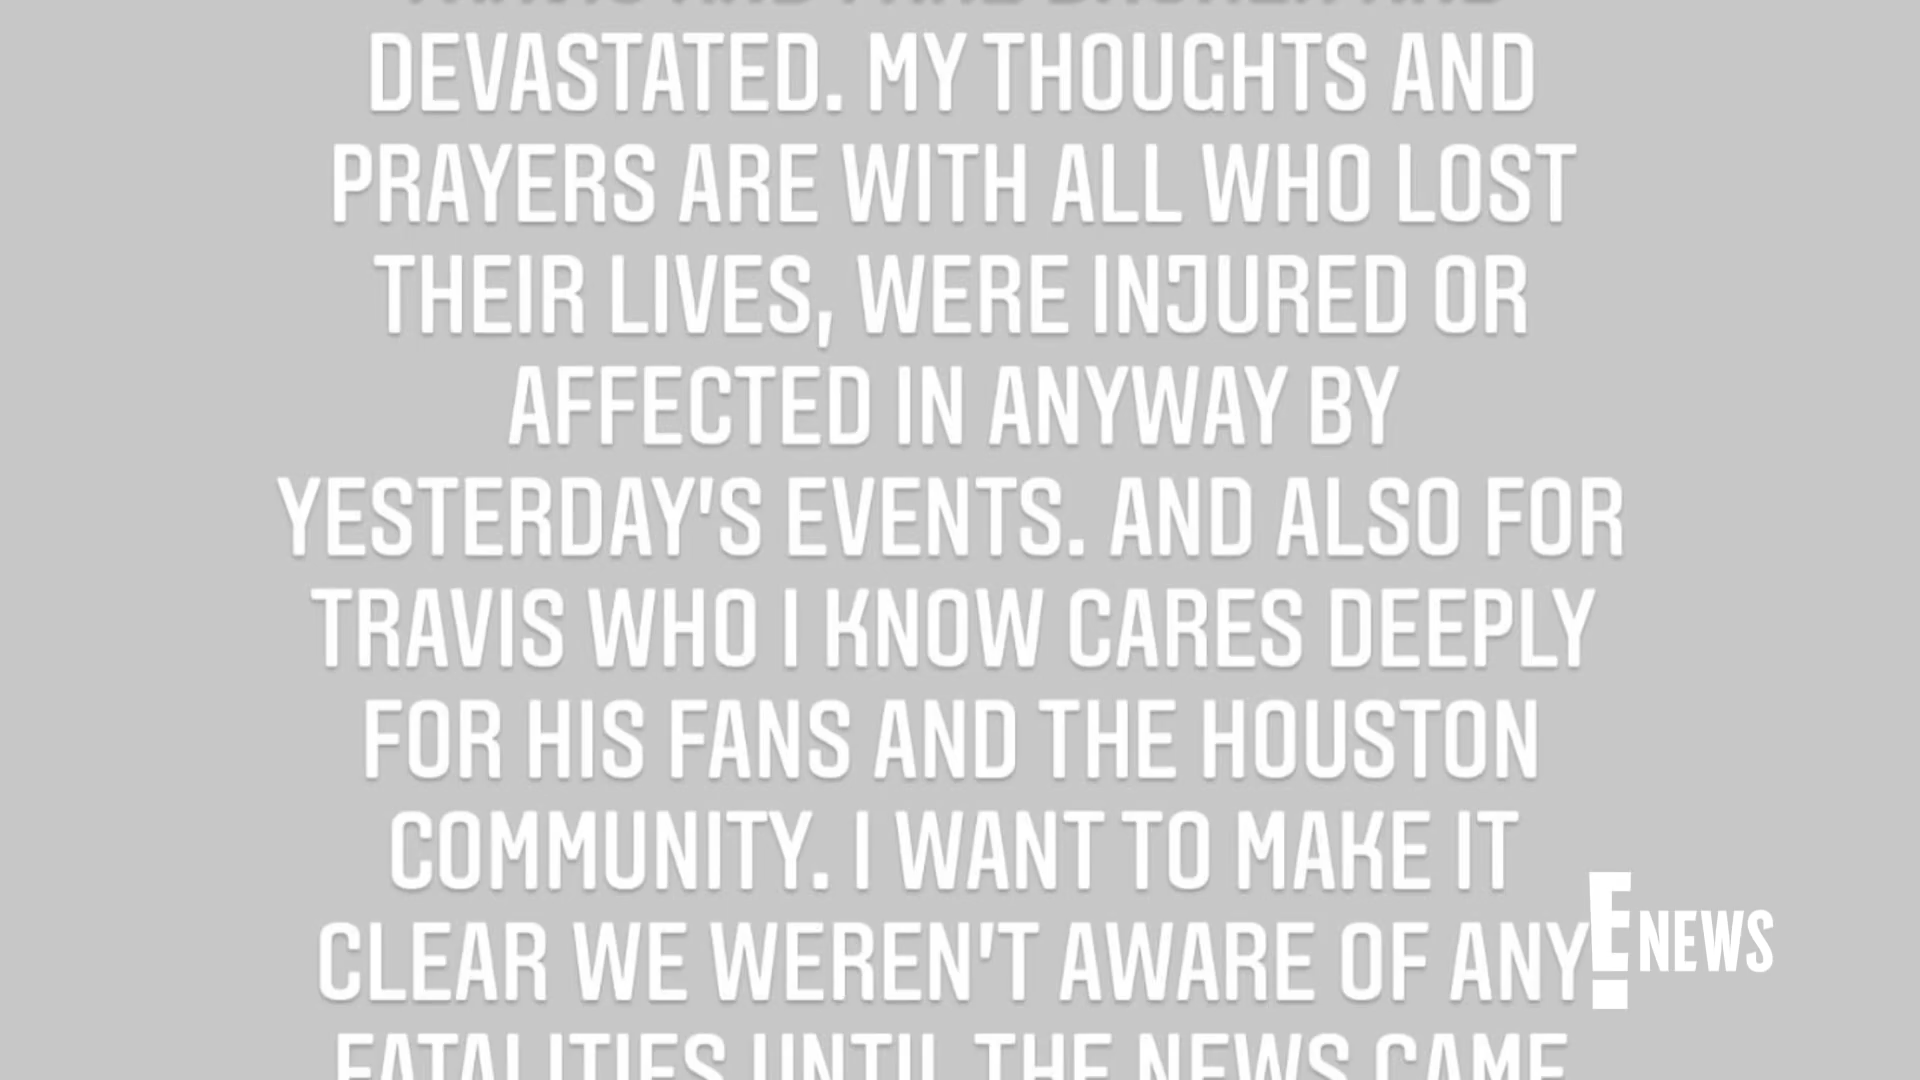 DEVASTATED. MY THOUGHTS AND
PRAYERS ARE WITH ALL WHO LOST
THEIR LIVES, WERE INJURED OR
AFFECTED IN ANYWAY BY
YESTERDAY'S EVENTS. AND ALSO FOR
TRAVIS WHO I KNOW CARES DEEPLY
FOR HIS FANS AND THE HOUSTON
COMMUNITY. I WANT TO MAKE IT
CLEAR WE WEREN'T AWARE OF ANY
FATALITIES UNTIL THE NEWS CAME
E! NEWS